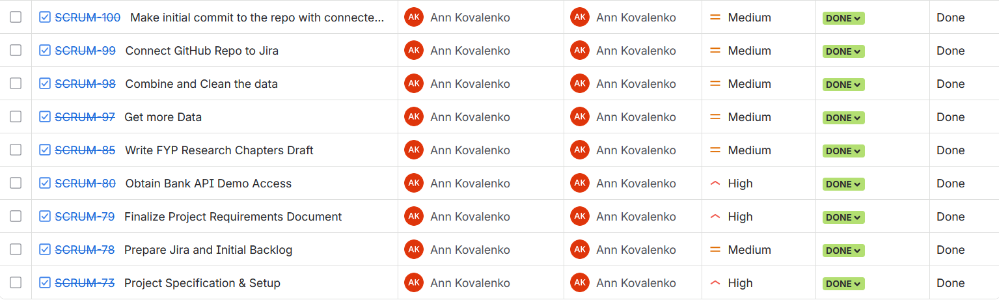 SCRUM-100 Make initial commit to the repo with connecte... AK Ann Kovalenko AK Ann Kovalenko Medium DONE Done
SCRUM-99 Connect GitHub Repo to Jira AK Ann Kovalenko AK Ann Kovalenko Medium DONE Done
SCRUM-98 Combine and Clean the data AK Ann Kovalenko AK Ann Kovalenko Medium DONE Done
SCRUM-97 Get more Data AK Ann Kovalenko AK Ann Kovalenko Medium DONE Done
SCRUM-85 Write FYP Research Chapters Draft AK Ann Kovalenko AK Ann Kovalenko Medium DONE Done
SCRUM-80 Obtain Bank API Demo Access AK Ann Kovalenko AK Ann Kovalenko High DONE Done
SCRUM-79 Finalize Project Requirements Document AK Ann Kovalenko AK Ann Kovalenko High DONE Done
SCRUM-78 Prepare Jira and Initial Backlog AK Ann Kovalenko AK Ann Kovalenko Medium DONE Done
SCRUM-73 Project Specification & Setup AK Ann Kovalenko AK Ann Kovalenko High DONE Done